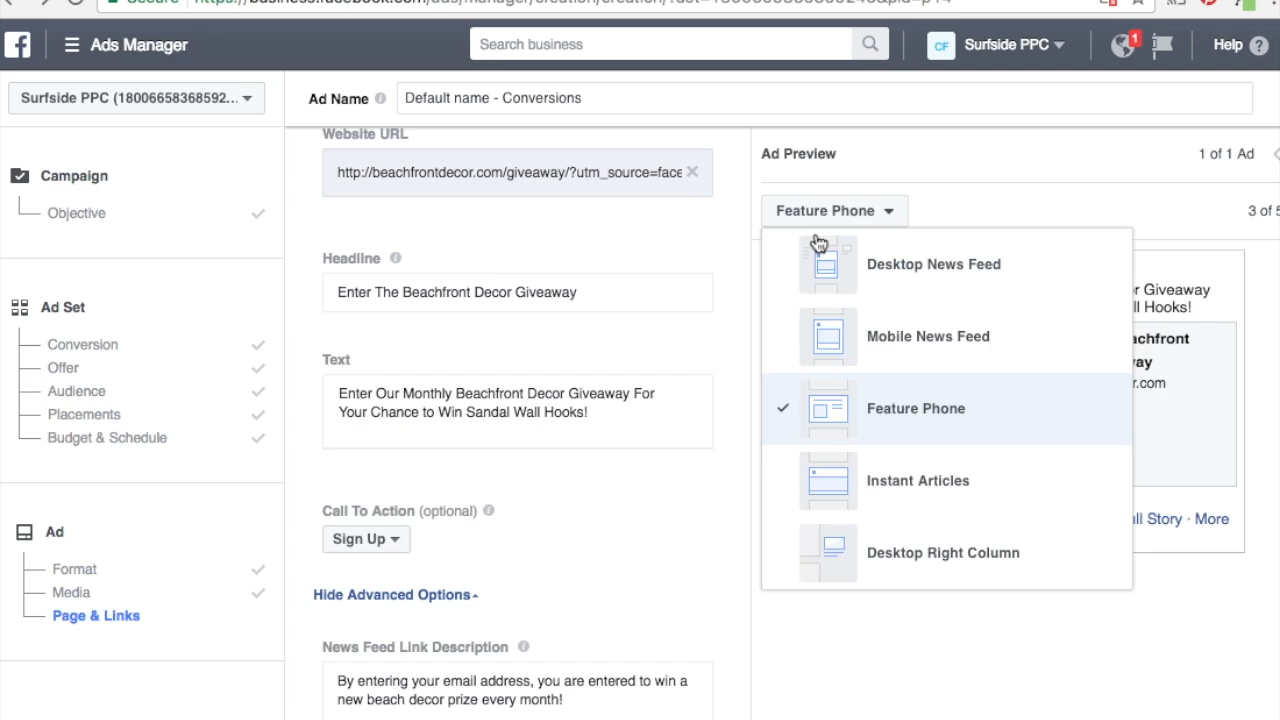 Secure
Ads Manager
Search business
CF
Surfside PPC
1
Help
Surfside PPC (18006658368592...
Ad Name
Default name - Conversions
Campaign
Objective
Ad Set
Conversion
Offer
Audience
Placements
Budget & Schedule
Ad
Format
Media
Page & Links
Website URL
http://beachfrontdecor.com/giveaway/?utm_source=face
Headline
Enter The Beachfront Decor Giveaway
Text
Enter Our Monthly Beachfront Decor Giveaway For
Your Chance to Win Sandal Wall Hooks!
Call To Action (optional)
Sign Up
Hide Advanced Options
News Feed Link Description
By entering your email address, you are entered to win a
new beach decor prize every month!
Ad Preview
1 of 1 Ad
Feature Phone
3 of 5
Desktop News Feed
Mobile News Feed
Feature Phone
Instant Articles
Desktop Right Column
r Giveaway
ll Hooks!
achfront
ay
r.com
ll Story · More